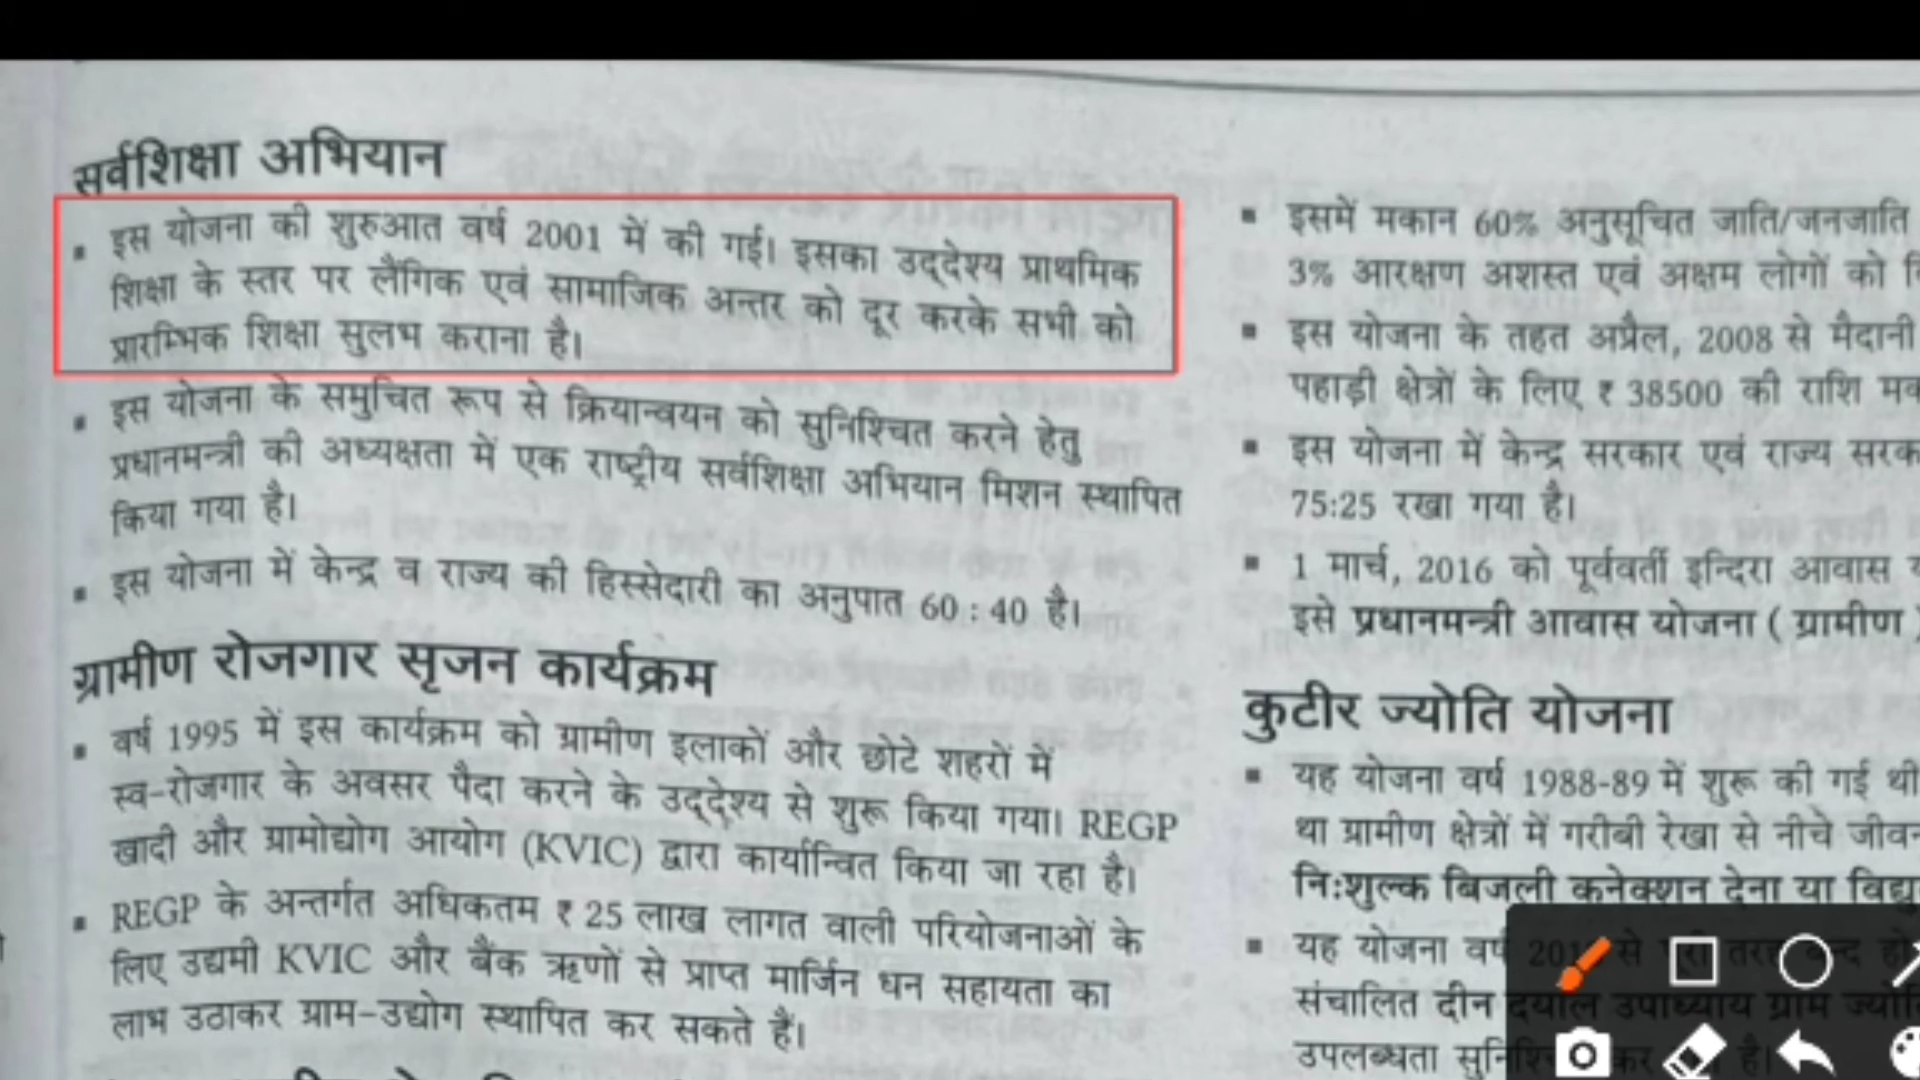 सर्वशिक्षा अभियान
▪ इस योजना की शुरुआत वर्ष 2001 में की गई। इसका उद्देश्य प्राथमिक
शिक्षा के स्तर पर लैंगिक एवं सामाजिक अन्तर को दूर करके सभी को
प्रारम्भिक शिक्षा सुलभ कराना है।
▪ इस योजना के समुचित रूप से क्रियान्वयन को सुनिश्चित करने हेतु
प्रधानमन्त्री की अध्यक्षता में एक राष्ट्रीय सर्वशिक्षा अभियान मिशन स्थापित
किया गया है।
▪ इस योजना में केन्द्र व राज्य की हिस्सेदारी का अनुपात 60 : 40 है।
ग्रामीण रोजगार सृजन कार्यक्रम
▪ वर्ष 1995 में इस कार्यक्रम को ग्रामीण इलाकों और छोटे शहरों में
स्व-रोजगार के अवसर पैदा करने के उद्देश्य से शुरू किया गया। REGP
खादी और ग्रामोद्योग आयोग (KVIC) द्वारा कार्यान्वित किया जा रहा है।
▪ REGP के अन्तर्गत अधिकतम ₹ 25 लाख लागत वाली परियोजनाओं के
लिए उद्यमी KVIC और बैंक ऋणों से प्राप्त मार्जिन धन सहायता का
लाभ उठाकर ग्राम-उद्योग स्थापित कर सकते हैं।
▪ इसमें मकान 60% अनुसूचित जाति/जनजाति
3% आरक्षण अशस्त एवं अक्षम लोगों को
▪ इस योजना के तहत अप्रैल, 2008 से मैदानी
पहाड़ी क्षेत्रों के लिए ₹ 38500 की राशि
▪ इस योजना में केन्द्र सरकार एवं राज्य
75:25 रखा गया है।
▪ 1 मार्च, 2016 को पूर्ववर्ती इन्दिरा आवास
इसे प्रधानमन्त्री आवास योजना ( ग्रामीण )
कुटीर ज्योति योजना
▪ यह योजना वर्ष 1988-89 में शुरू की गई थी
था ग्रामीण क्षेत्रों में गरीबी रेखा से नीचे
निःशुल्क बिजली कनेक्शन देना या
▪ यह योजना वर्ष से
संचालित दीन दयाल उपाध्याय ग्राम
उपलब्धता है।